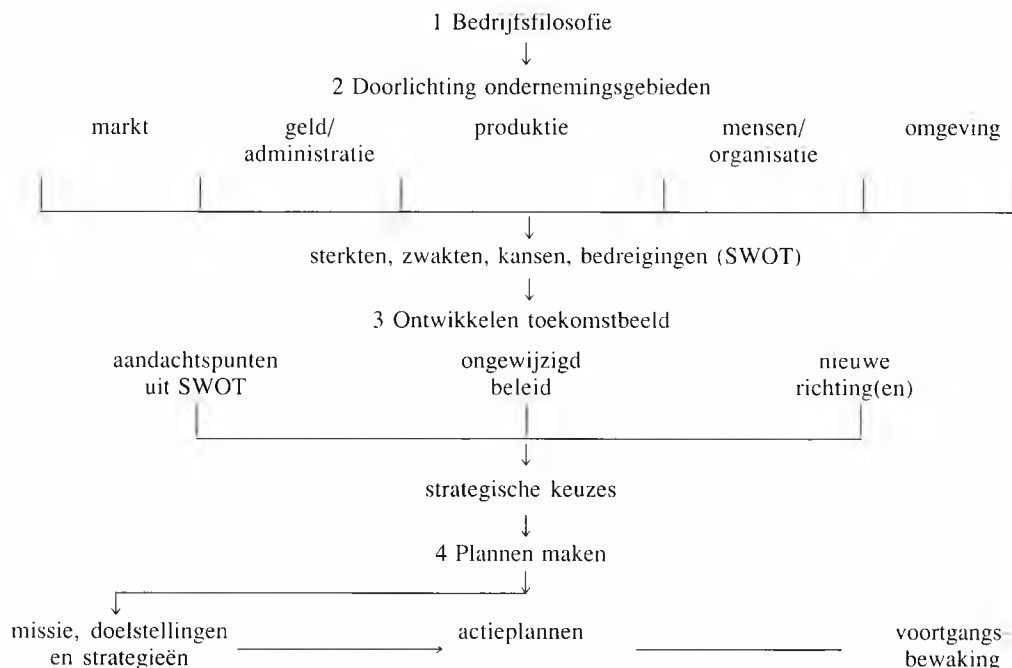 1 Bedrijfsfilosofie
2 Doorlichting ondernemingsgebieden
markt geld/ produktie mensen/ omgeving
administratie organisatie
sterkten, zwakten, kansen, bedreigingen (SWOT)
3 Ontwikkelen toekomstbeeld
aandachtspunten ongewijzigd nieuwe
uit SWOT beleid richting(en)
strategische keuzes
4 Plannen maken
missie, doelstellingen actieplannen voortgangs-
en strategieën bewaking